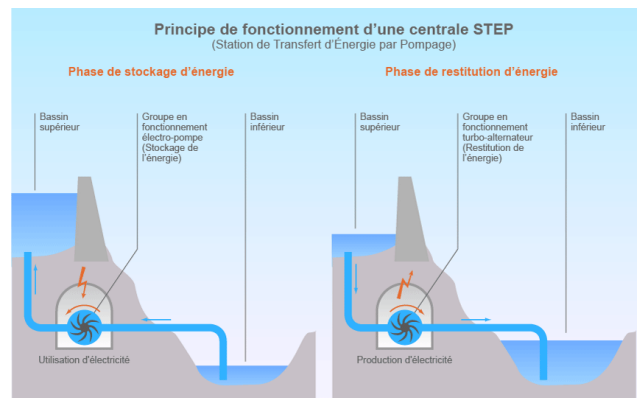 Principe de fonctionnement d'une centrale STEP
(Station de Transfert d'Énergie par Pompage)
Phase de stockage d'énergie
Bassin
supérieur
Groupe en
fonctionnement
électro-pompe
(Stockage de
l'énergie)
Bassin
inférieur
Utilisation d'électricité
Phase de restitution d'énergie
Bassin
supérieur
Groupe en
fonctionnement
turbo-alternateur
(Restitution de
l'énergie)
Bassin
inférieur
Production d'électricité